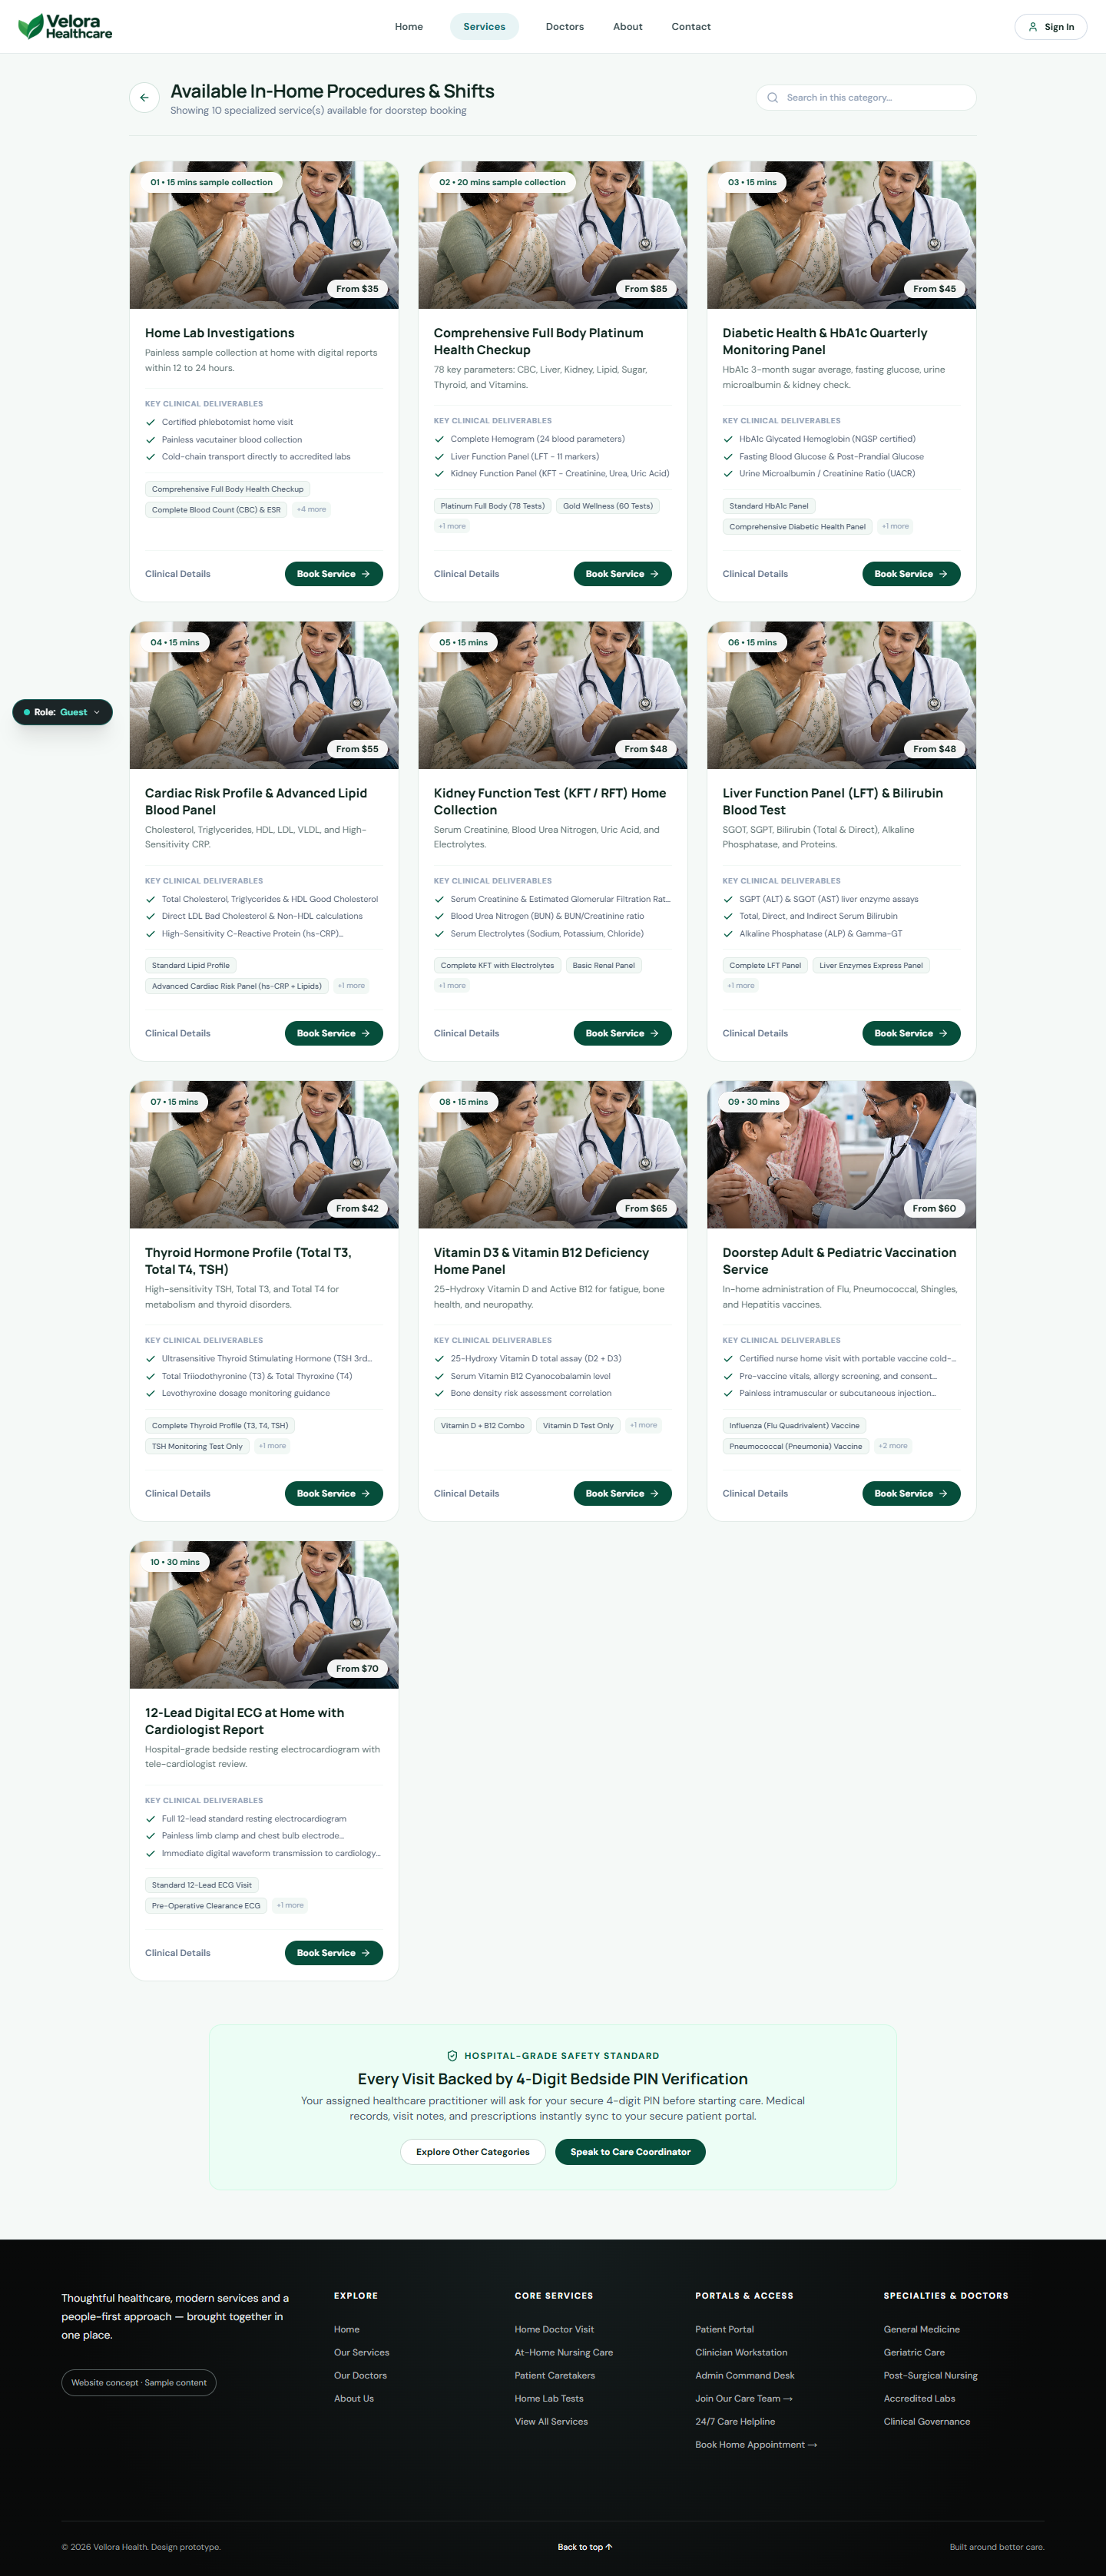 Velora
Healthcare
Home
Services
Doctors
About
Contact
Sign In
Available In-Home Procedures & Shifts
Showing 10 specialized service(s) available for doorstep booking
Search in this category...
01 • 15 mins sample collection
From $35
Home Lab Investigations
Painless sample collection at home with digital reports
within 12 to 24 hours.
KEY CLINICAL DELIVERABLES
Certified phlebotomist home visit
Painless vacutainer blood collection
Cold-chain transport directly to accredited labs
Comprehensive Full Body Health Checkup
Complete Blood Count (CBC) & ESR
+4 more
Clinical Details
Book Service →
02 • 20 mins sample collection
From $85
Comprehensive Full Body Platinum
Health Checkup
78 key parameters: CBC, Liver, Kidney, Lipid, Sugar,
Thyroid, and Vitamins.
KEY CLINICAL DELIVERABLES
Complete Hemogram (24 blood parameters)
Liver Function Panel (LFT - 11 markers)
Kidney Function Panel (KFT - Creatinine, Urea, Uric Acid)
Platinum Full Body (78 Tests)
Gold Wellness (60 Tests)
+1 more
Clinical Details
Book Service →
03 • 15 mins
From $45
Diabetic Health & HbA1c Quarterly
Monitoring Panel
HbA1c 3-month sugar average, fasting glucose, urine
microalbumin & kidney check.
KEY CLINICAL DELIVERABLES
HbA1c Glycated Hemoglobin (NGSP certified)
Fasting Blood Glucose & Post-Prandial Glucose
Urine Microalbumin / Creatinine Ratio (UACR)
Standard HbA1c Panel
Comprehensive Diabetic Health Panel
+1 more
Clinical Details
Book Service →
Role: Guest
04 • 15 mins
From $55
Cardiac Risk Profile & Advanced Lipid
Blood Panel
Cholesterol, Triglycerides, HDL, LDL, VLDL, and High-
Sensitivity CRP.
KEY CLINICAL DELIVERABLES
Total Cholesterol, Triglycerides & HDL Good Cholesterol
Direct LDL Bad Cholesterol & Non-HDL calculations
High-Sensitivity C-Reactive Protein (hs-CRP)...
Standard Lipid Profile
Advanced Cardiac Risk Panel (hs-CRP + Lipids)
+1 more
Clinical Details
Book Service →
05 • 15 mins
From $48
Kidney Function Test (KFT / RFT) Home
Collection
Serum Creatinine, Blood Urea Nitrogen, Uric Acid, and
Electrolytes.
KEY CLINICAL DELIVERABLES
Serum Creatinine & Estimated Glomerular Filtration Rat...
Blood Urea Nitrogen (BUN) & BUN/Creatinine ratio
Serum Electrolytes (Sodium, Potassium, Chloride)
Complete KFT with Electrolytes
Basic Renal Panel
+1 more
Clinical Details
Book Service →
06 • 15 mins
From $48
Liver Function Panel (LFT) & Bilirubin
Blood Test
SGOT, SGPT, Bilirubin (Total & Direct), Alkaline
Phosphatase, and Proteins.
KEY CLINICAL DELIVERABLES
SGPT (ALT) & SGOT (AST) liver enzyme assays
Total, Direct, and Indirect Serum Bilirubin
Alkaline Phosphatase (ALP) & Gamma-GT
Complete LFT Panel
Liver Enzymes Express Panel
+1 more
Clinical Details
Book Service →
07 • 15 mins
From $42
Thyroid Hormone Profile (Total T3,
Total T4, TSH)
High-sensitivity TSH, Total T3, and Total T4 for
metabolism and thyroid disorders.
KEY CLINICAL DELIVERABLES
Ultrasensitive Thyroid Stimulating Hormone (TSH 3rd...
Total Triiodothyronine (T3) & Total Thyroxine (T4)
Levothyroxine dosage monitoring guidance
Complete Thyroid Profile (T3, T4, TSH)
TSH Monitoring Test Only
+1 more
Clinical Details
Book Service →
08 • 15 mins
From $65
Vitamin D3 & Vitamin B12 Deficiency
Home Panel
25-Hydroxy Vitamin D and Active B12 for fatigue, bone
health, and neuropathy.
KEY CLINICAL DELIVERABLES
25-Hydroxy Vitamin D total assay (D2 + D3)
Serum Vitamin B12 Cyanocobalamin level
Bone density risk assessment correlation
Vitamin D + B12 Combo
Vitamin D Test Only
+1 more
Clinical Details
Book Service →
09 • 30 mins
From $60
Doorstep Adult & Pediatric Vaccination
Service
In-home administration of Flu, Pneumococcal, Shingles,
and Hepatitis vaccines.
KEY CLINICAL DELIVERABLES
Certified nurse home visit with portable vaccine cold-...
Pre-vaccine vitals, allergy screening, and consent...
Painless intramuscular or subcutaneous injection...
Influenza (Flu Quadrivalent) Vaccine
Pneumococcal (Pneumonia) Vaccine
+2 more
Clinical Details
Book Service →
10 • 30 mins
From $70
12-Lead Digital ECG at Home with
Cardiologist Report
Hospital-grade bedside resting electrocardiogram with
tele-cardiologist review.
KEY CLINICAL DELIVERABLES
Full 12-lead standard resting electrocardiogram
Painless limb clamp and chest bulb electrode...
Immediate digital waveform transmission to cardiology...
Standard 12-Lead ECG Visit
Pre-Operative Clearance ECG
+1 more
Clinical Details
Book Service →
HOSPITAL-GRADE SAFETY STANDARD
Every Visit Backed by 4-Digit Bedside PIN Verification
Your assigned healthcare practitioner will ask for your secure 4-digit PIN before starting care. Medical
records, visit notes, and prescriptions instantly sync to your secure patient portal.
Explore Other Categories
Speak to Care Coordinator
Thoughtful healthcare, modern services and a
people-first approach — brought together in
one place.
Website concept · Sample content
EXPLORE
Home
Our Services
Our Doctors
About Us
CORE SERVICES
Home Doctor Visit
At-Home Nursing Care
Patient Caretakers
Home Lab Tests
View All Services
PORTALS & ACCESS
Patient Portal
Clinician Workstation
Admin Command Desk
Join Our Care Team →
24/7 Care Helpline
Book Home Appointment →
SPECIALTIES & DOCTORS
General Medicine
Geriatric Care
Post-Surgical Nursing
Accredited Labs
Clinical Governance
© 2026 Vellora Health. Design prototype.
Back to top ↑
Built around better care.